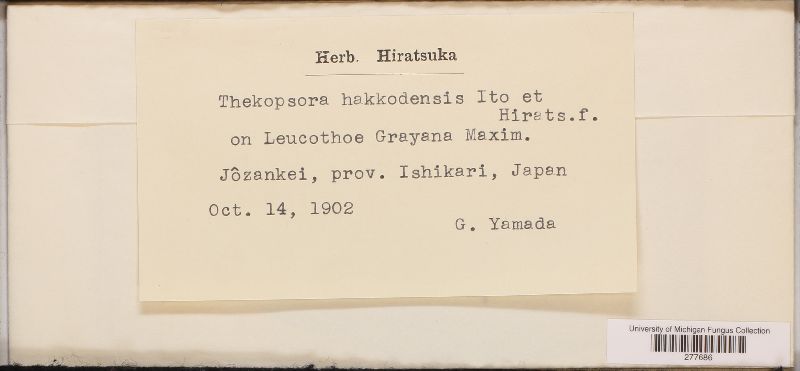 Herb. Hiratsuka
Thekopsora hakkodensis Ito et
Hirats.f.
on Leucothoe Grayana Maxim.
Jôzankei, prov. Ishikari, Japan
Oct. 14, 1902
G. Yamada
University of Michigan Fungus Collection
277686